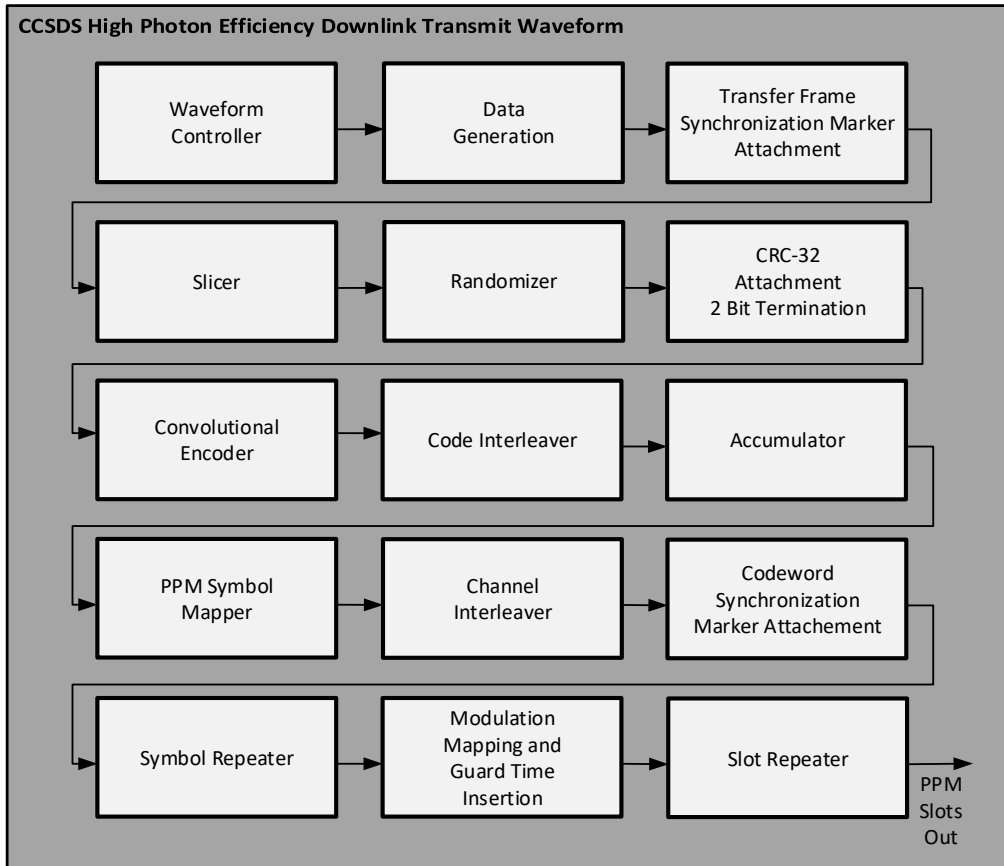 CCSDS High Photon Efficiency Downlink Transmit Waveform
Waveform
Controller
Data
Generation
Transfer Frame
Synchronization Marker
Attachment
Slicer
Randomizer
CRC-32
Attachment
2 Bit Termination
Convolutional
Encoder
Code Interleaver
Accumulator
PPM Symbol
Mapper
Channel
Interleaver
Codeword
Synchronization
Marker Attachement
Symbol Repeater
Modulation
Mapping and
Guard Time
Insertion
Slot Repeater
PPM
Slots
Out